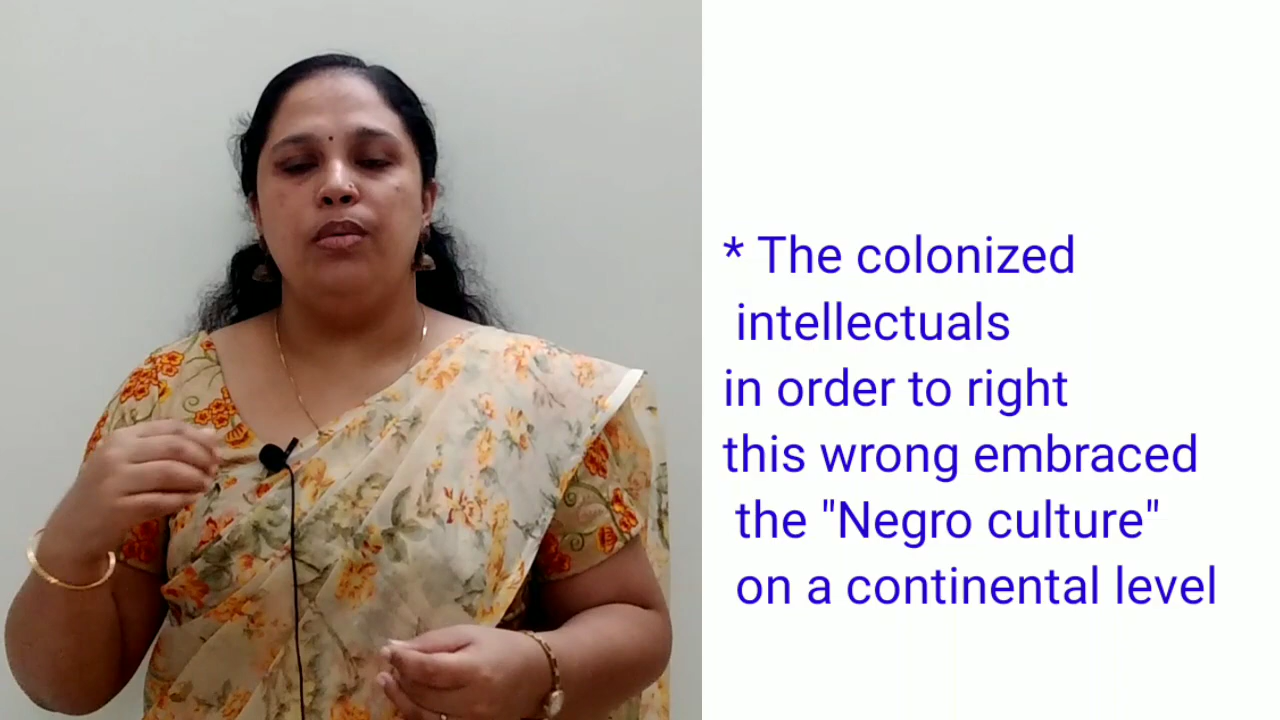 * The colonized
intellectuals
in order to right
this wrong embraced
the "Negro culture"
on a continental level